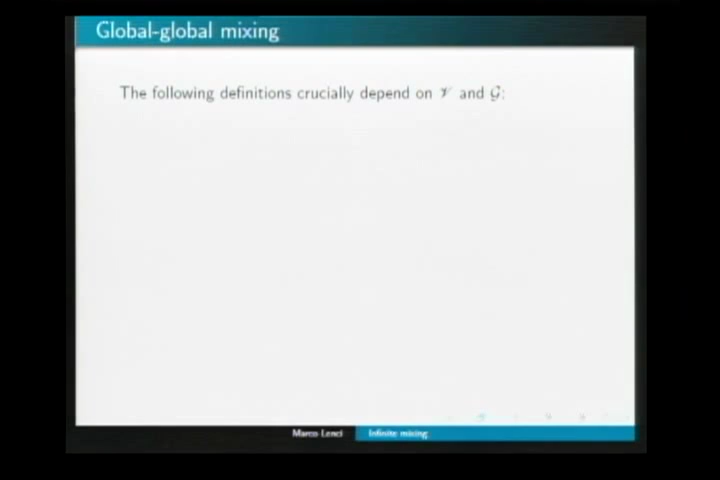 Global-global mixing
The following definitions crucially depend on 𝒱 and 𝒢:
Marco Lenci
Infinite mixing